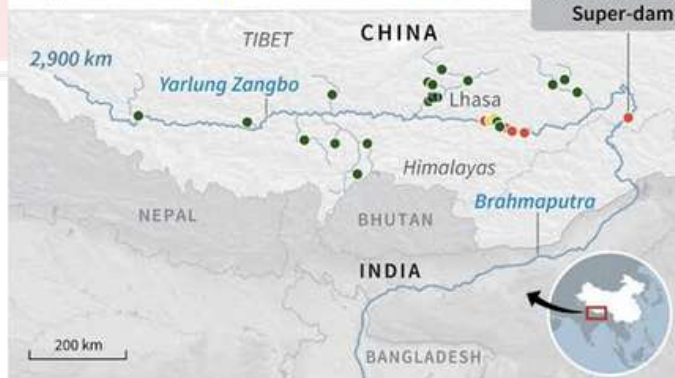 Super-dam
CHINA
TIBET
2,900 km
Yarlung Zangbo
Lhasa
Himalayas
Brahmaputra
NEPAL
BHUTAN
INDIA
200 km
BANGLADESH